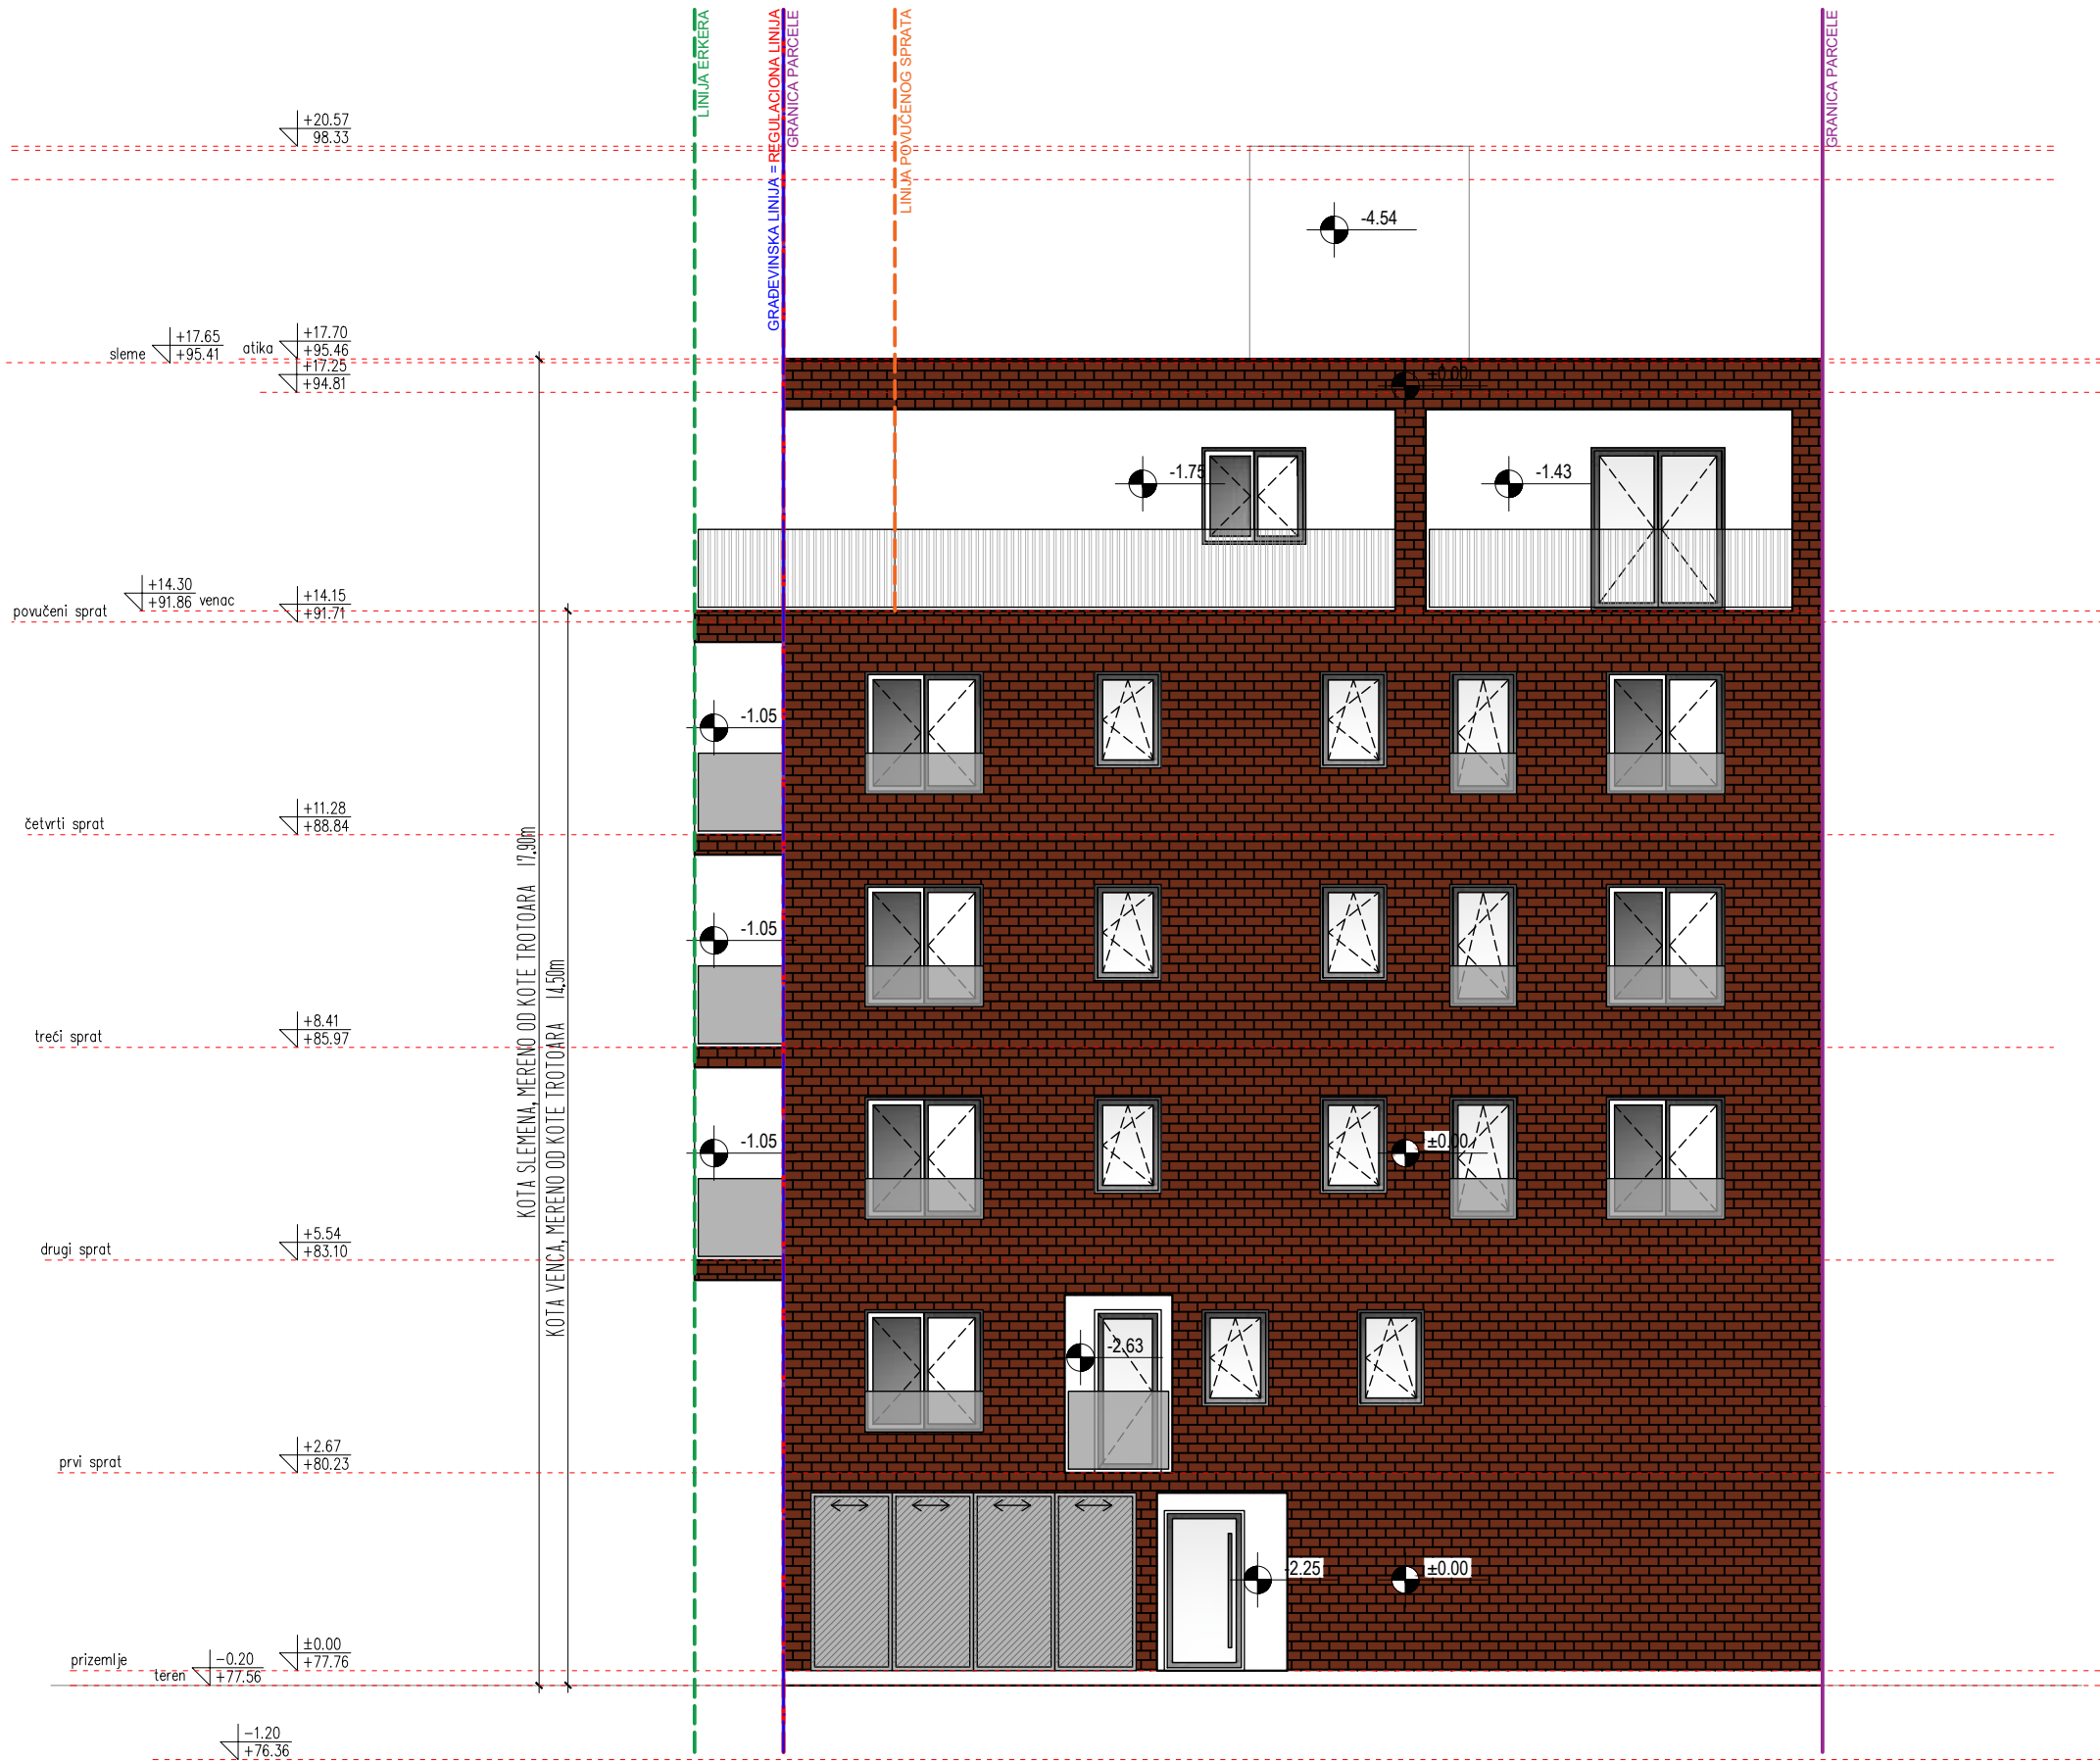 LINIJA ERKERA
GRAĐEVINSKA LINIJA = REGULACIONA LINIJA
GRANICA PARCELE
LINIJA POVUČENOG SPRATA
GRANICA PARCELE
+20.57
98.33
-4.54
sleme
+17.65
+95.41
atika
+17.70
+95.46
+17.25
+94.81
±0.00
-1.75
-1.43
povučeni sprat
+14.30
+91.86 venac
+14.15
+91.71
-1.05
četvrti sprat
+11.28
+88.84
KOTA SLEMENA, MERENO OD KOTE TROTOARA 17.90m
KOTA VENCA, MERENO OD KOTE TROTOARA 14.50m
-1.05
treći sprat
+8.41
+85.97
-1.05
±0.00
drugi sprat
+5.54
+83.10
-2.63
prvi sprat
+2.67
+80.23
-2.25
±0.00
prizemlje
±0.00
+77.76
teren
-0.20
+77.56
-1.20
+76.36